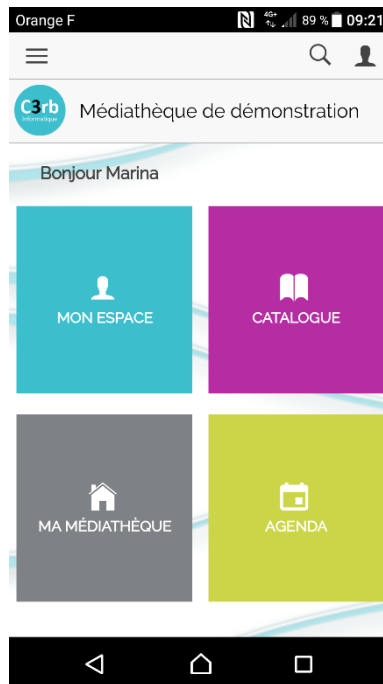 Orange F 4G+ 89 % 09:21
C3rb
Informatique
Médiathèque de démonstration
Bonjour Marina
MON ESPACE
CATALOGUE
MA MÉDIATHÈQUE
AGENDA